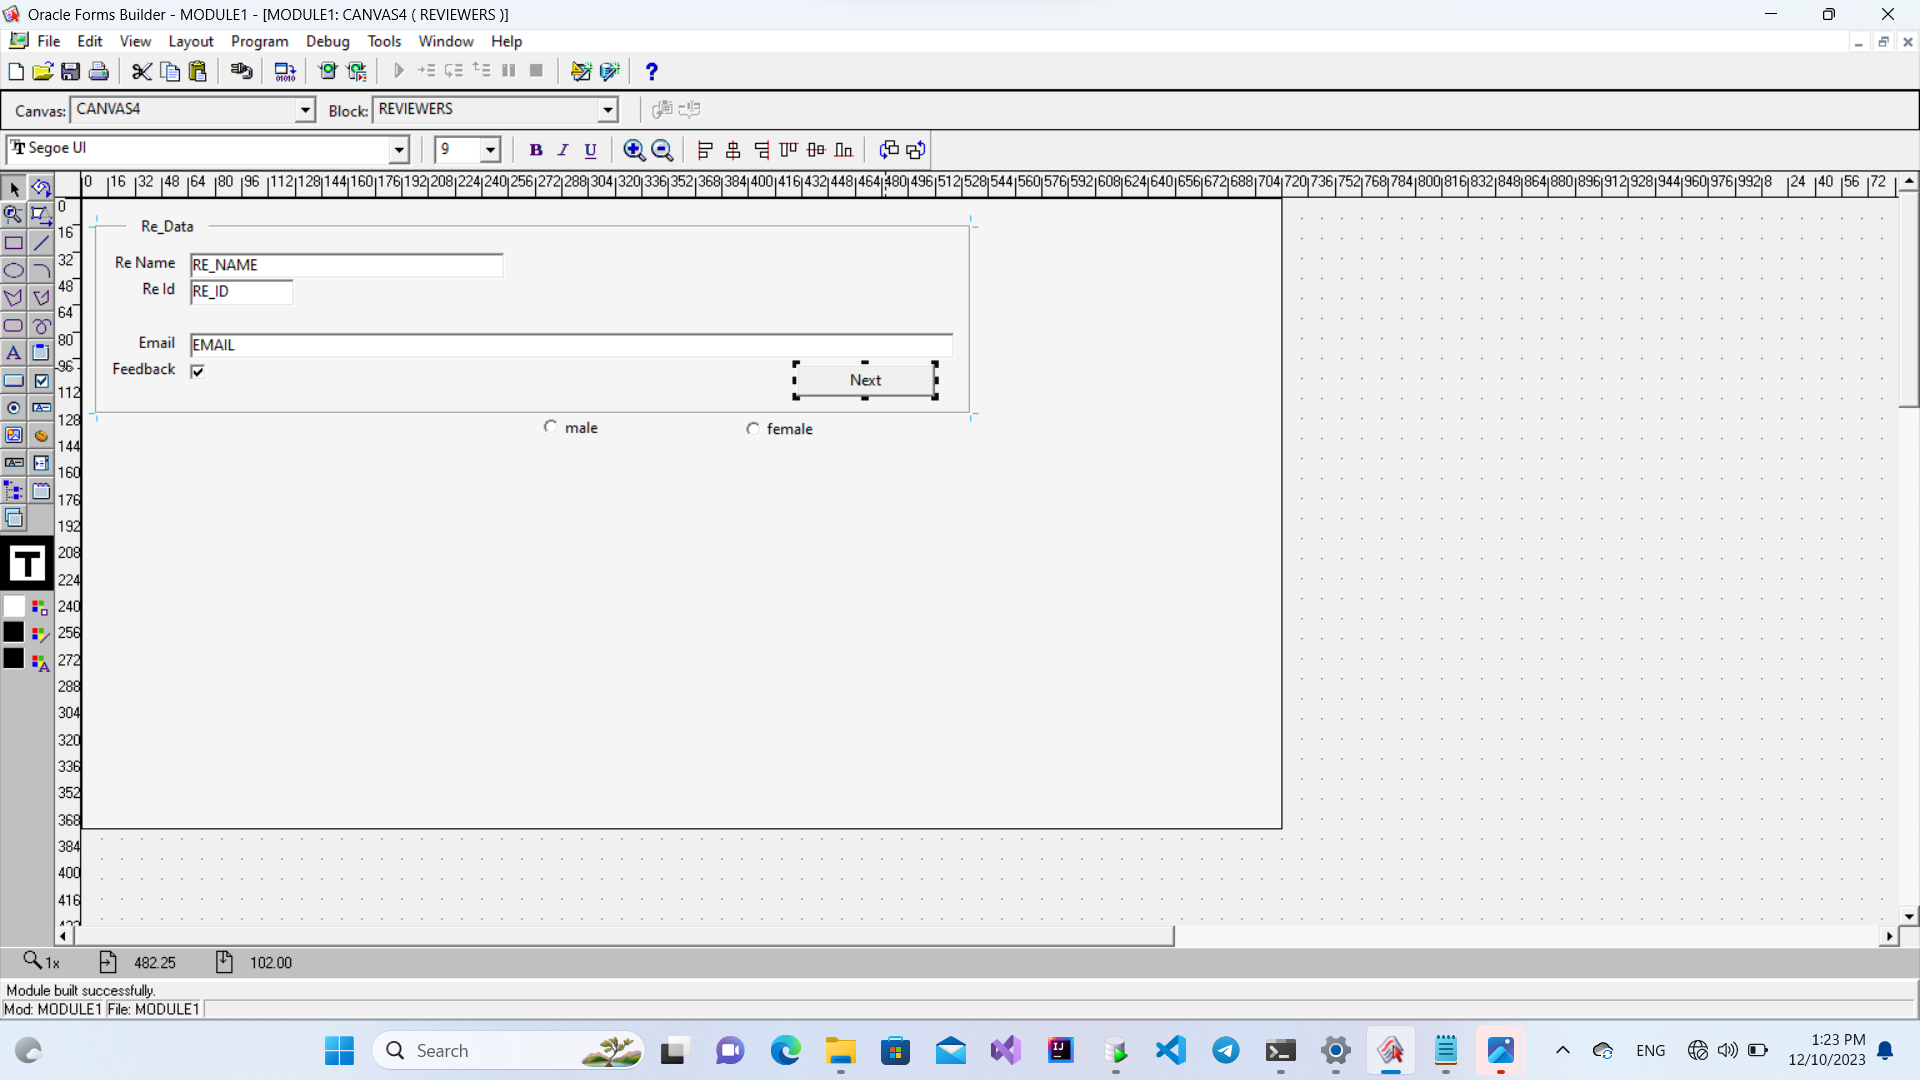 Oracle Forms Builder - MODULE1 - [MODULE1: CANVAS4 ( REVIEWERS )]
File Edit View Layout Program Debug Tools Window Help
Canvas: CANVAS4 Block: REVIEWERS
Segoe UI 9 B I U
0 16 32 48 64 80 96 112 128 144 160 176 192 208 224 240 256 272 288 304 320 336 352 368 384 400 416 432 448 464 480 496 512 528 544 560 576 592 608 624 640 656 672 688 704 720 736 752 768 784 800 816 832 848 864 880 896 912 928 944 960 976 992 8 24 40 56 72
0
16
32
48
64
80
96
112
128
144
160
176
192
208
224
240
256
272
288
304
320
336
352
368
384
400
416
Re_Data
Re Name RE_NAME
Re Id RE_ID
Email EMAIL
Feedback
Next
male female
T
1x 482.25 102.00
Module built successfully.
Mod: MODULE1 File: MODULE1
Search
ENG
1:23 PM
12/10/2023